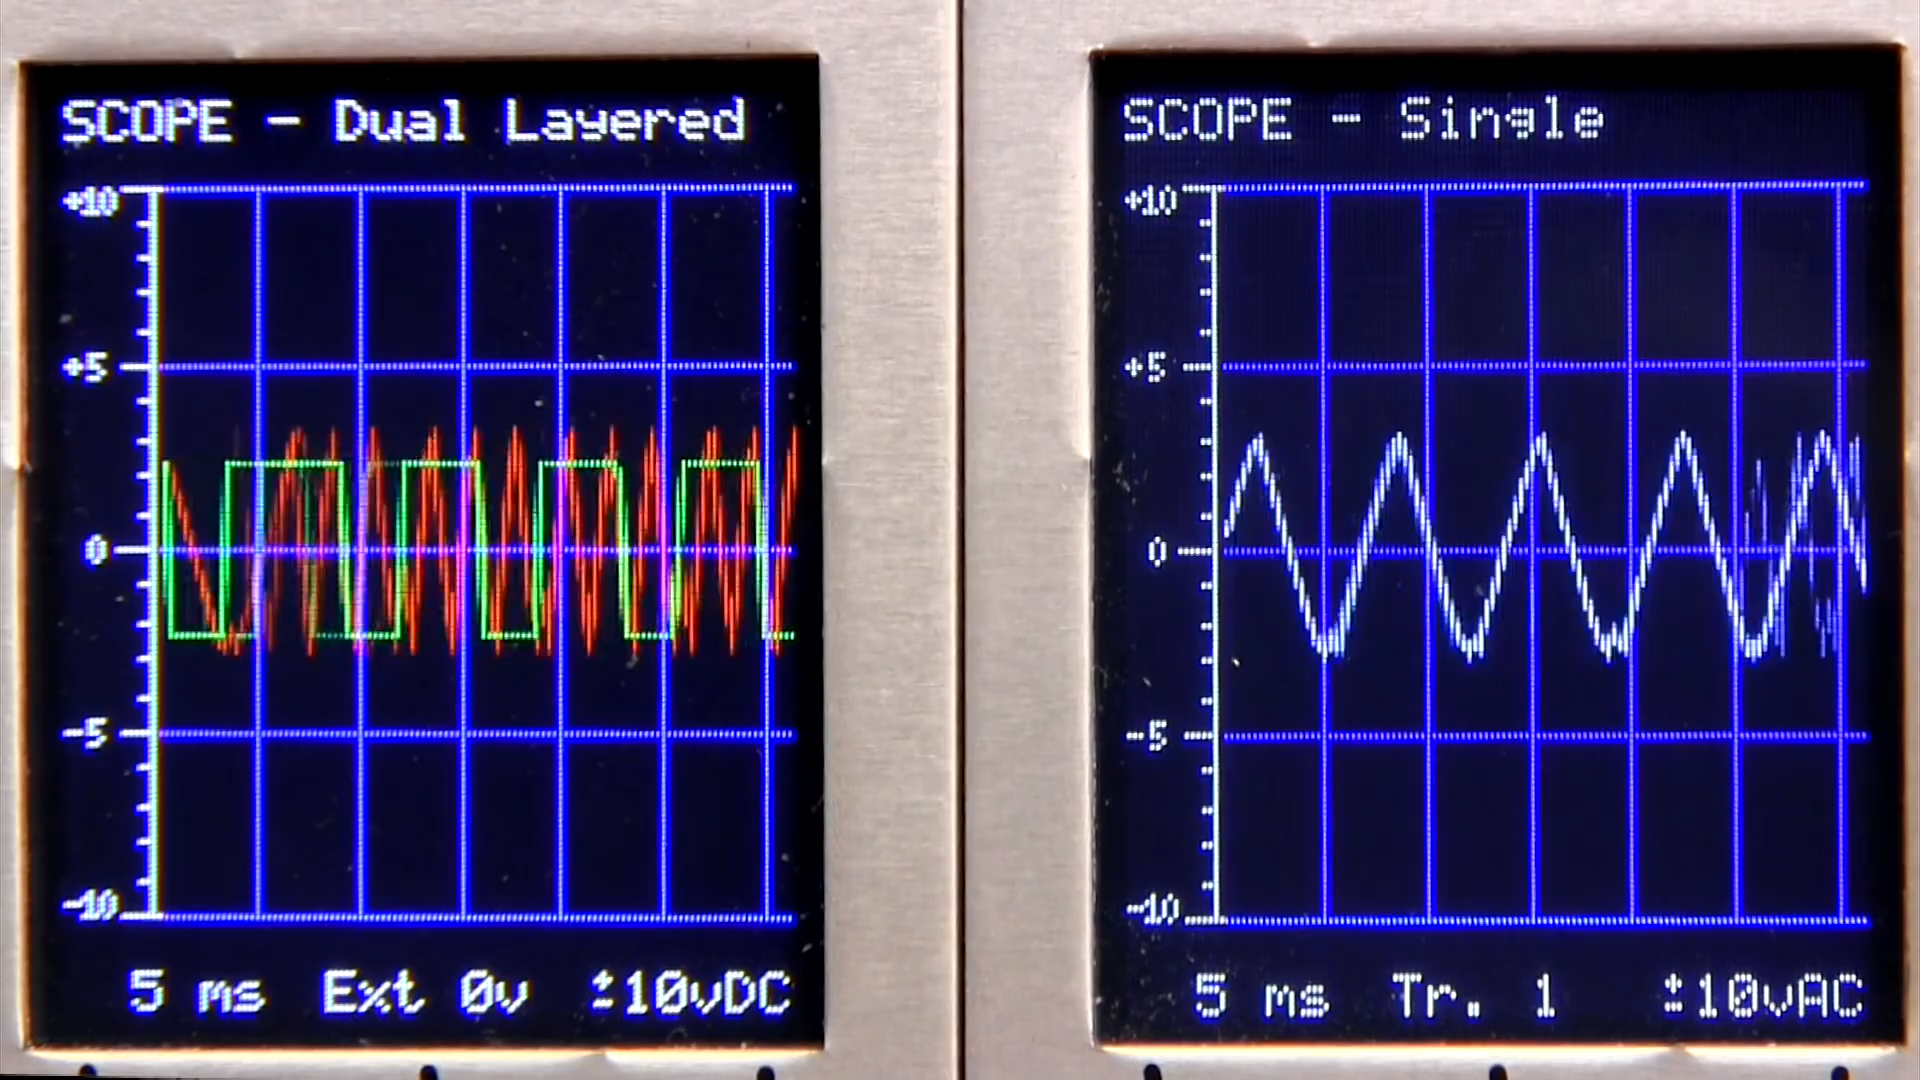 SCOPE - Dual Layered
+10
+5
0
-5
-10
5 ms Ext 0v ±10vDC
SCOPE - Single
+10
+5
0
-5
-10
5 ms Tr. 1 ±10vAC